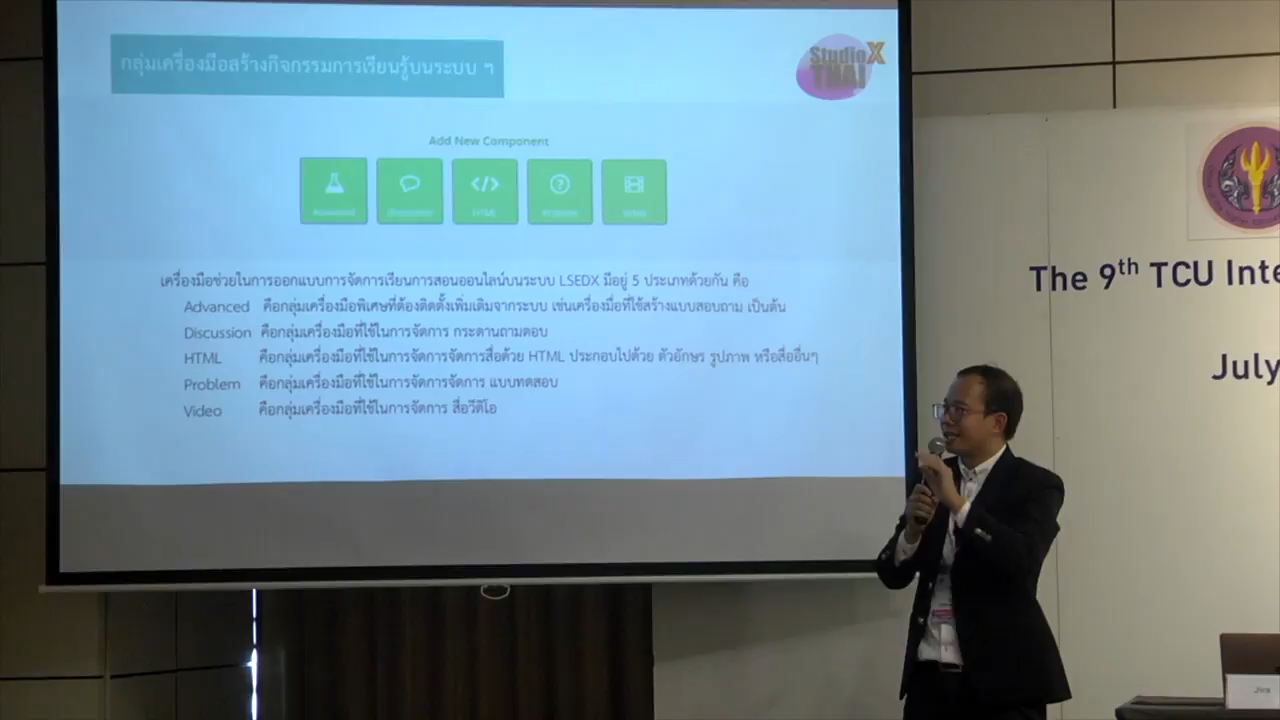 กลุ่มเครื่องมือสร้างกิจกรรมการเรียนรู้บนระบบ ฯ
StudioX
THAI
Add New Component
Advanced
Discussion
HTML
Problem
Video
เครื่องมือช่วยในการออกแบบการจัดการเรียนการสอนออนไลน์บนระบบ LSEDX มีอยู่ 5 ประเภทด้วยกัน คือ
Advanced คือกลุ่มเครื่องมือพิเศษที่ต้องติดตั้งเพิ่มเติมจากระบบ เช่นเครื่องมือที่ใช้สร้างแบบสอบถาม เป็นต้น
Discussion คือกลุ่มเครื่องมือที่ใช้ในการจัดการ กระดานถามตอบ
HTML คือกลุ่มเครื่องมือที่ใช้ในการจัดการจัดการสื่อด้วย HTML ประกอบไปด้วย ตัวอักษร รูปภาพ หรือสื่ออื่นๆ
Problem คือกลุ่มเครื่องมือที่ใช้ในการจัดการจัดการ แบบทดสอบ
Video คือกลุ่มเครื่องมือที่ใช้ในการจัดการ สื่อวีดีโอ
The 9th TCU Inte
July
Jira